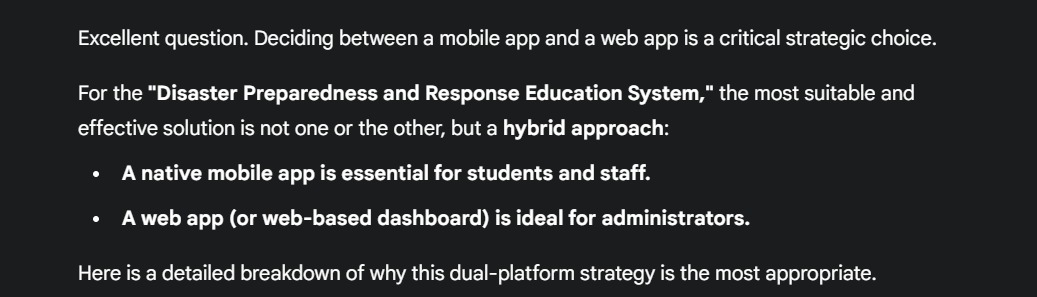 Excellent question. Deciding between a mobile app and a web app is a critical strategic choice.
For the "Disaster Preparedness and Response Education System," the most suitable and
effective solution is not one or the other, but a hybrid approach:
• A native mobile app is essential for students and staff.
• A web app (or web-based dashboard) is ideal for administrators.
Here is a detailed breakdown of why this dual-platform strategy is the most appropriate.